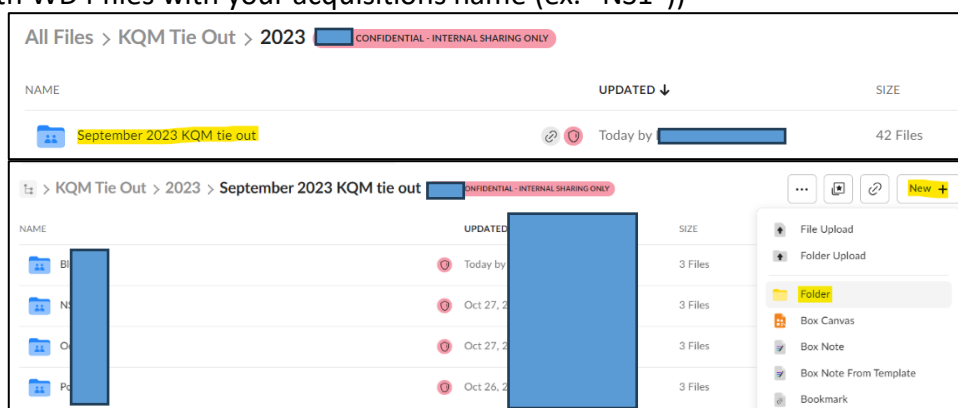 with WD4 files with your acquisitions name (ex. "NS1"))
All Files > KQM Tie Out > 2023 CONFIDENTIAL - INTERNAL SHARING ONLY
NAME UPDATED ↓ SIZE
September 2023 KQM tie out Today by 42 Files
> KQM Tie Out > 2023 > September 2023 KQM tie out ONFIDENTIAL - INTERNAL SHARING ONLY ... New +
NAME UPDATED SIZE
File Upload
Bl Today by 3 Files
Folder Upload
NS Oct 27, 2 3 Files
Folder
Box Canvas
Oct 27, 2 3 Files
Box Note
Box Note From Template
Po Oct 26, 2 3 Files
Bookmark